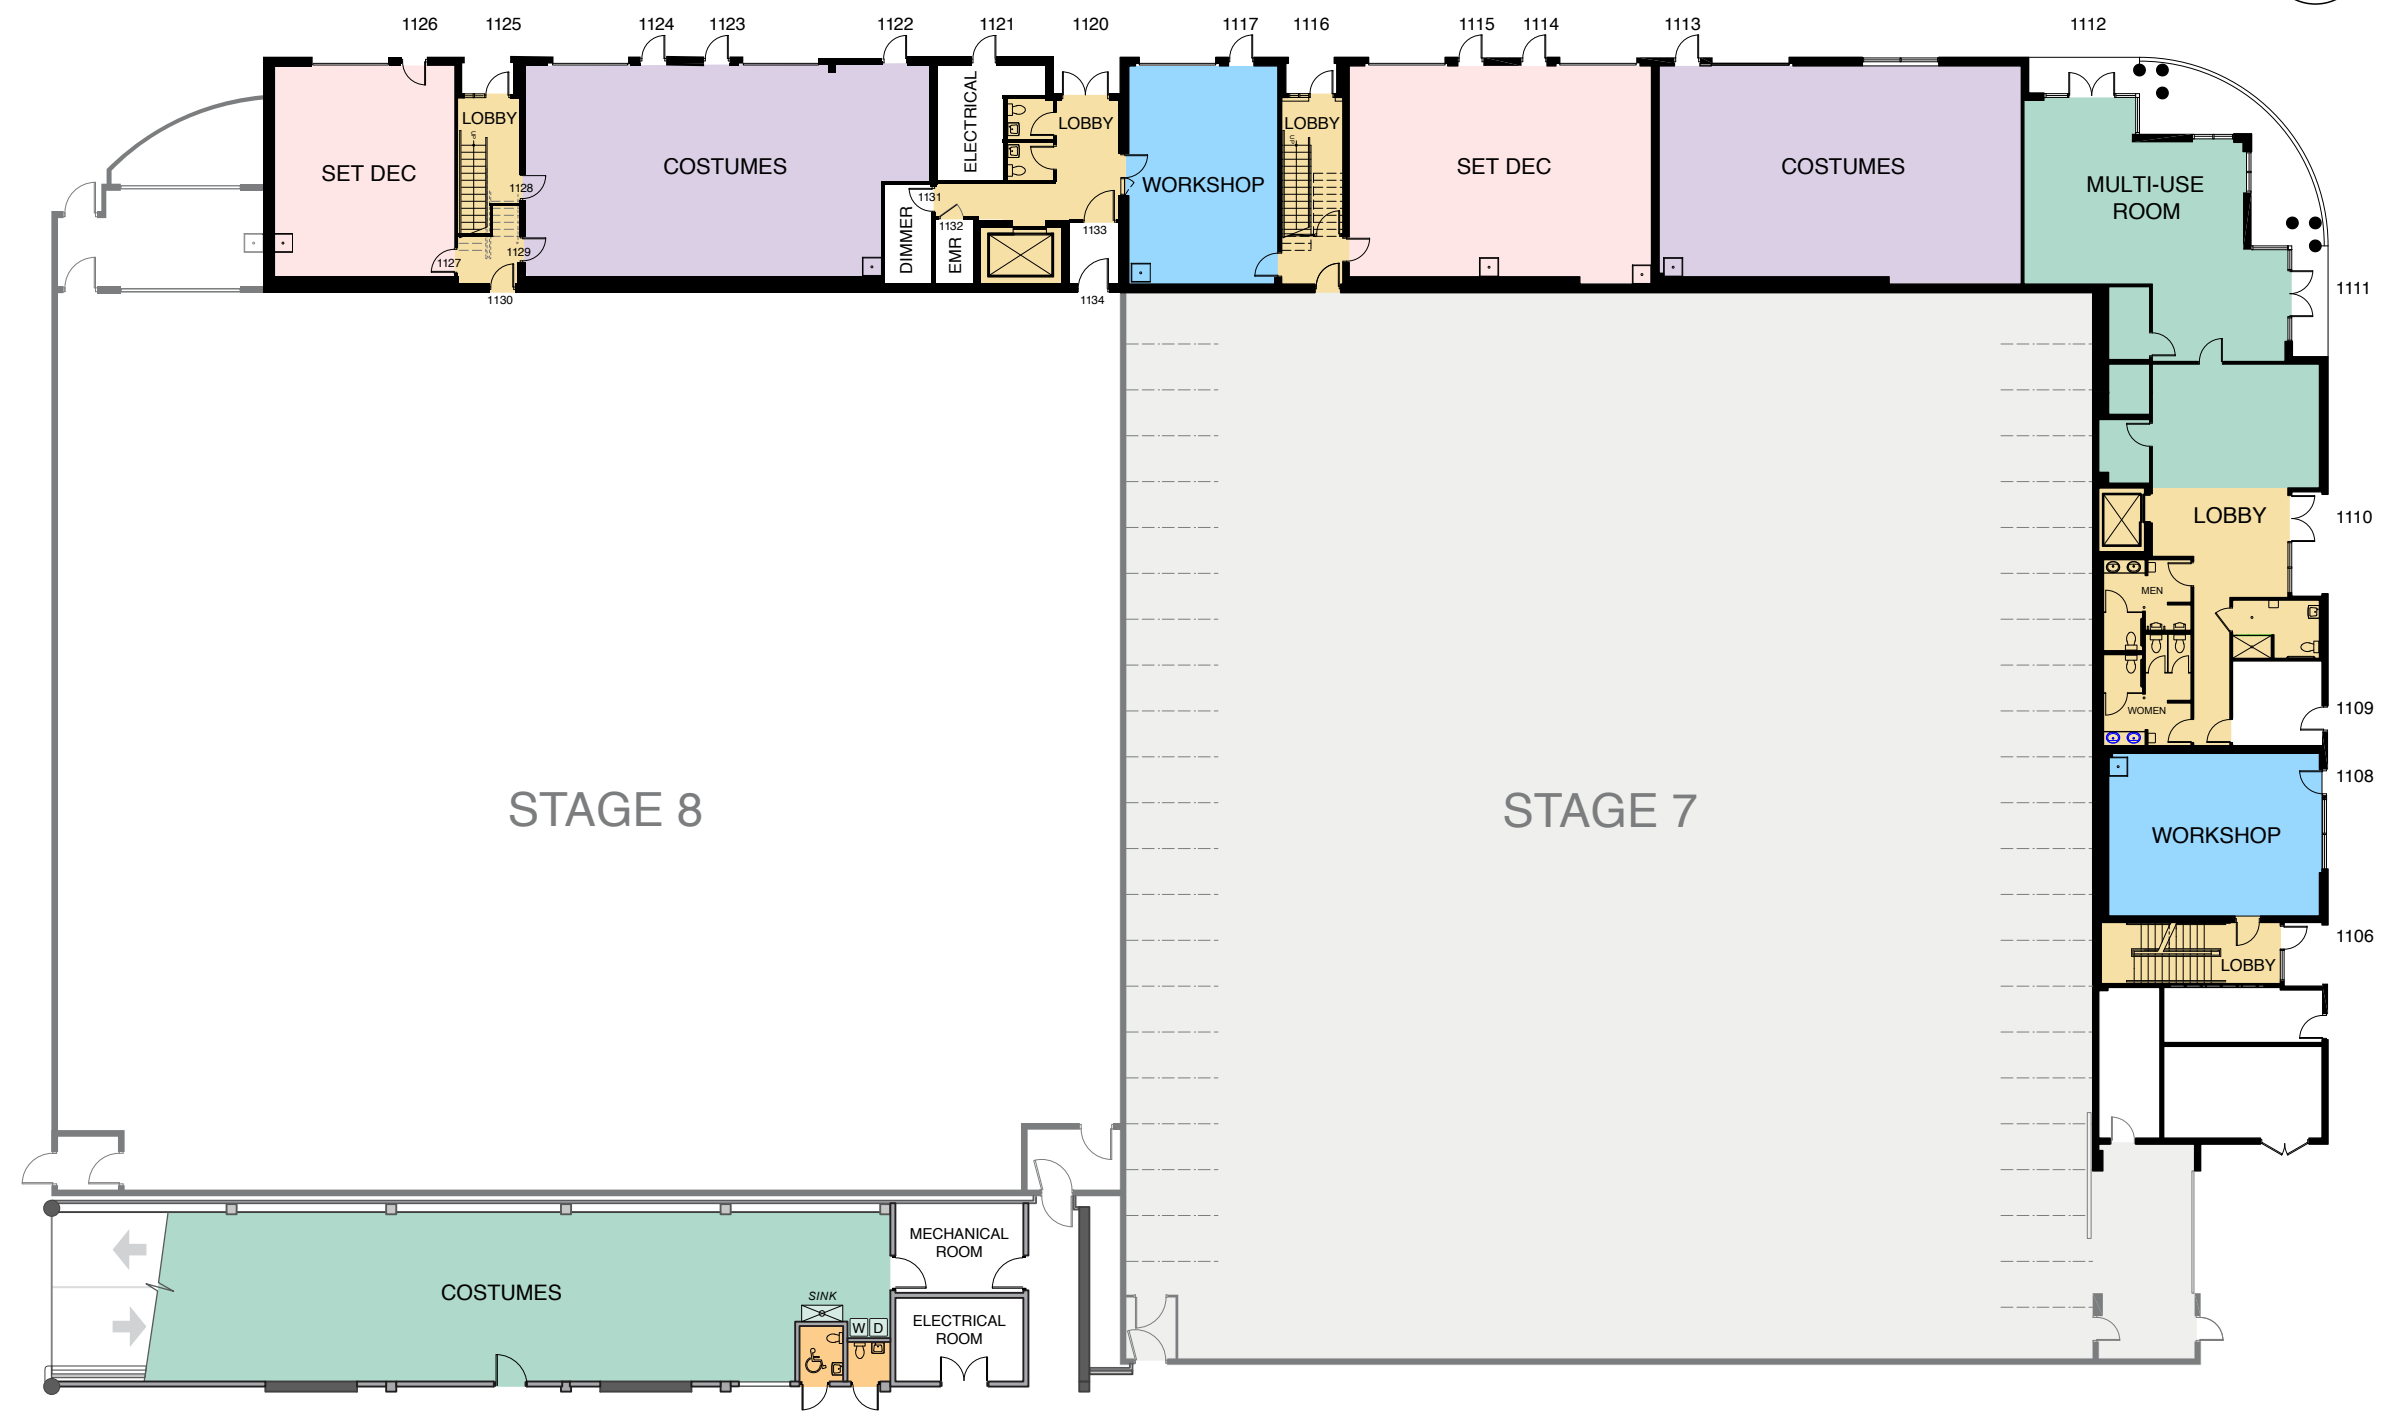 1126
1125
1124
1123
1122
1121
1120
1117
1116
1115
1114
1113
1112
SET DEC
LOBBY
UP
1128
1127
1129
1130
COSTUMES
ELECTRICAL
LOBBY
1131
1132
DIMMER
EMR
1133
1134
WORKSHOP
LOBBY
UP
SET DEC
COSTUMES
MULTI-USE
ROOM
1111
LOBBY
1110
MEN
WOMEN
1109
1108
WORKSHOP
1106
LOBBY
STAGE 8
STAGE 7
COSTUMES
SINK
W D
MECHANICAL
ROOM
ELECTRICAL
ROOM